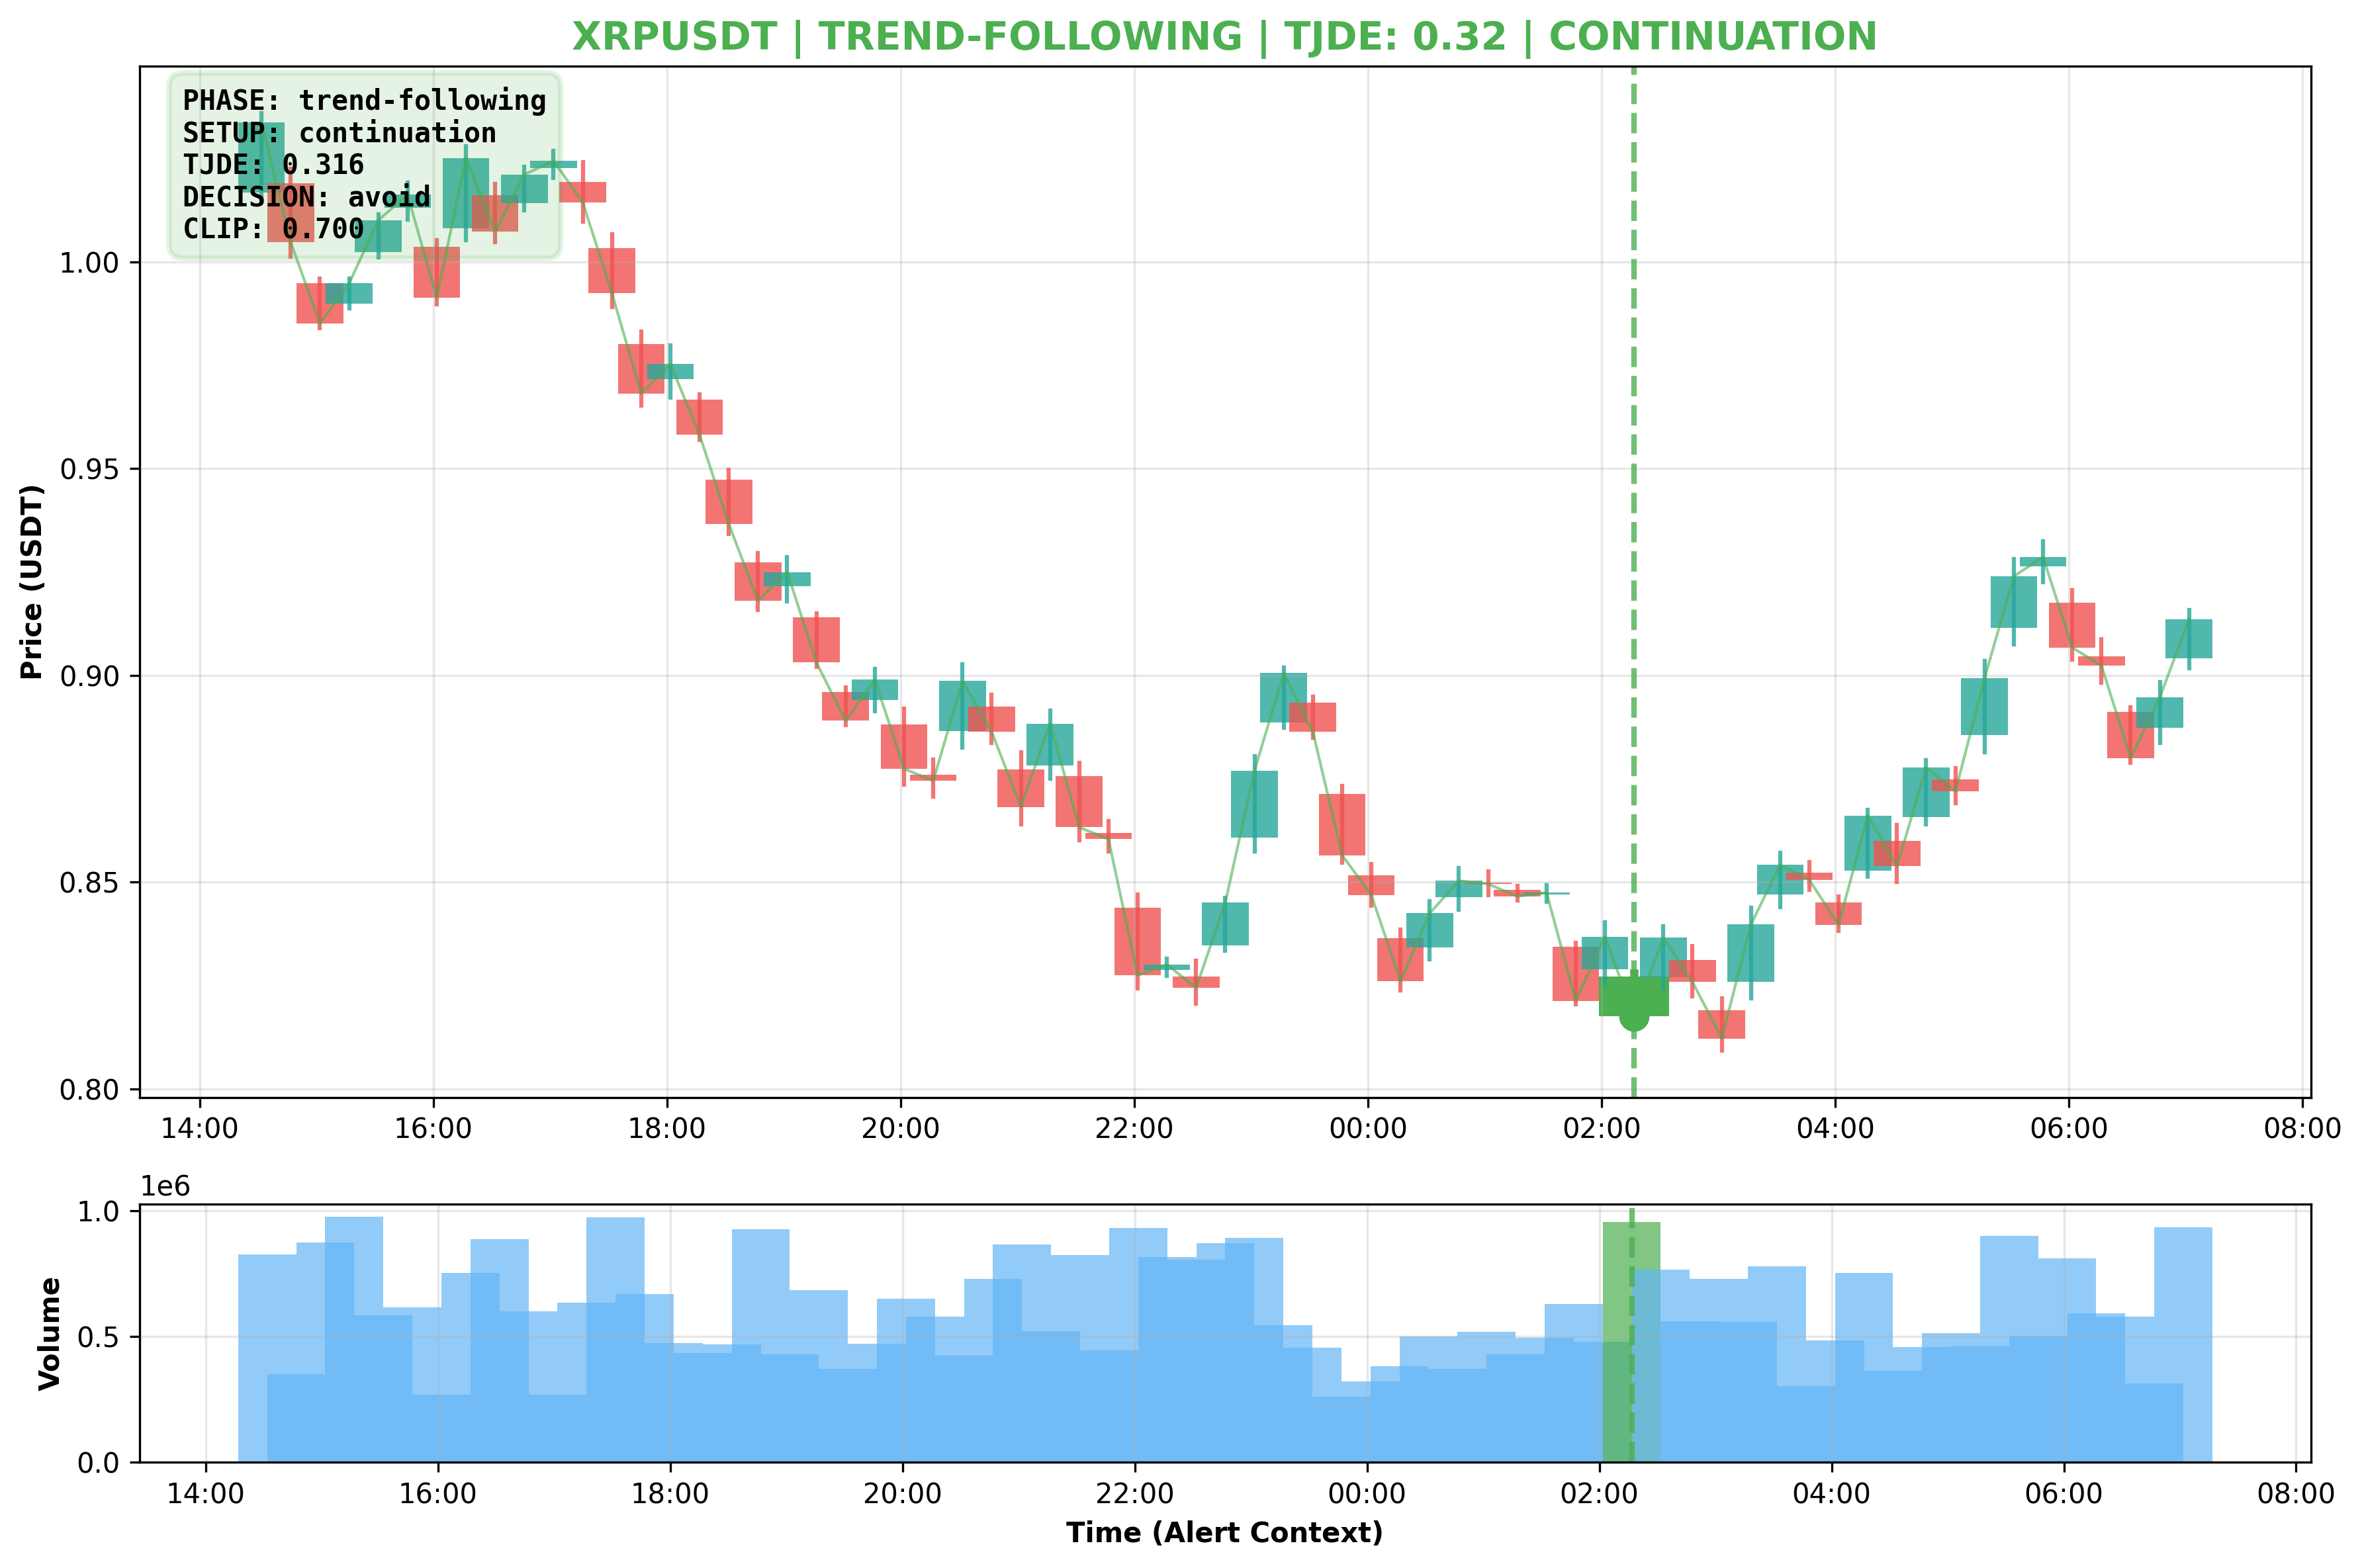 XRPUSDT | TREND-FOLLOWING | TJDE: 0.32 | CONTINUATION
PHASE: trend-following
SETUP: continuation
TJDE: 0.316
DECISION: avoid
CLIP: 0.700
Price (USDT)
1.00
0.95
0.90
0.85
0.80
14:00 16:00 18:00 20:00 22:00 00:00 02:00 04:00 06:00 08:00
1e6
Volume
1.0
0.5
0.0
14:00 16:00 18:00 20:00 22:00 00:00 02:00 04:00 06:00 08:00
Time (Alert Context)